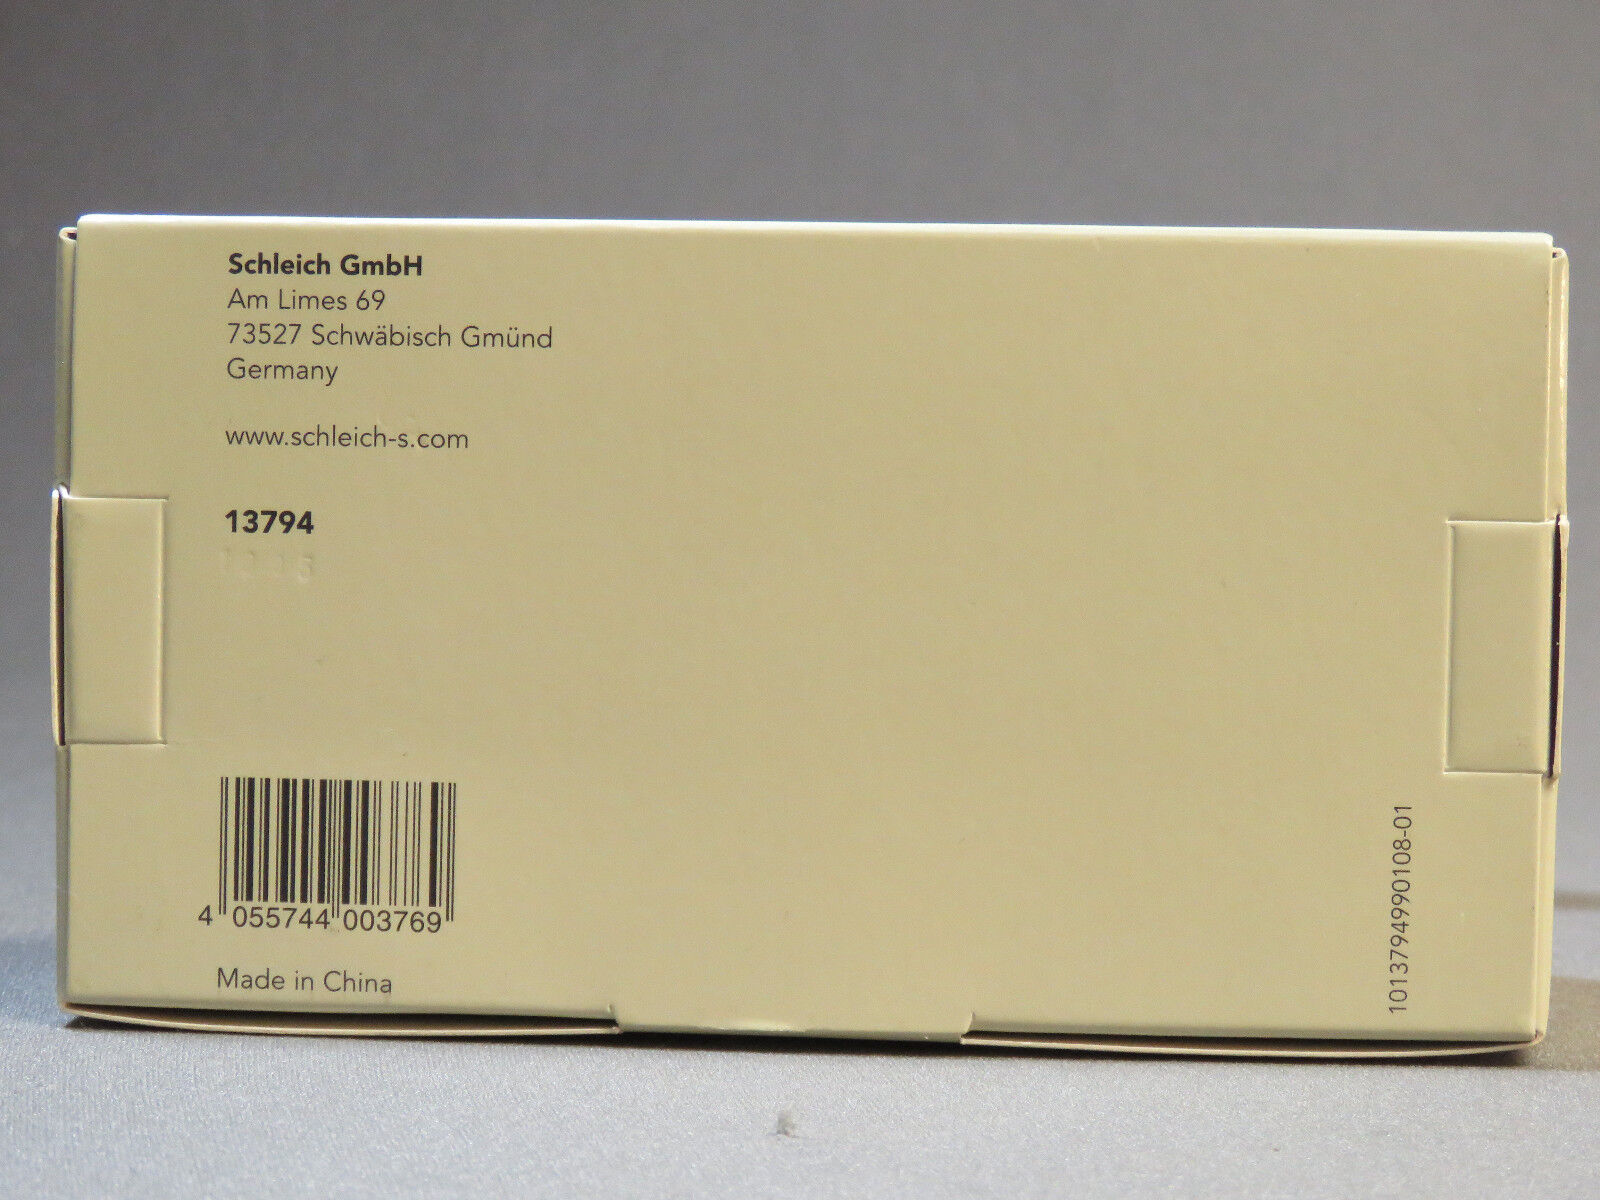 Schleich GmbH
Am Limes 69
73527 Schwäbisch Gmünd
Germany
www.schleich-s.com
13794
4 055744 003769
Made in China
1013794990108-01